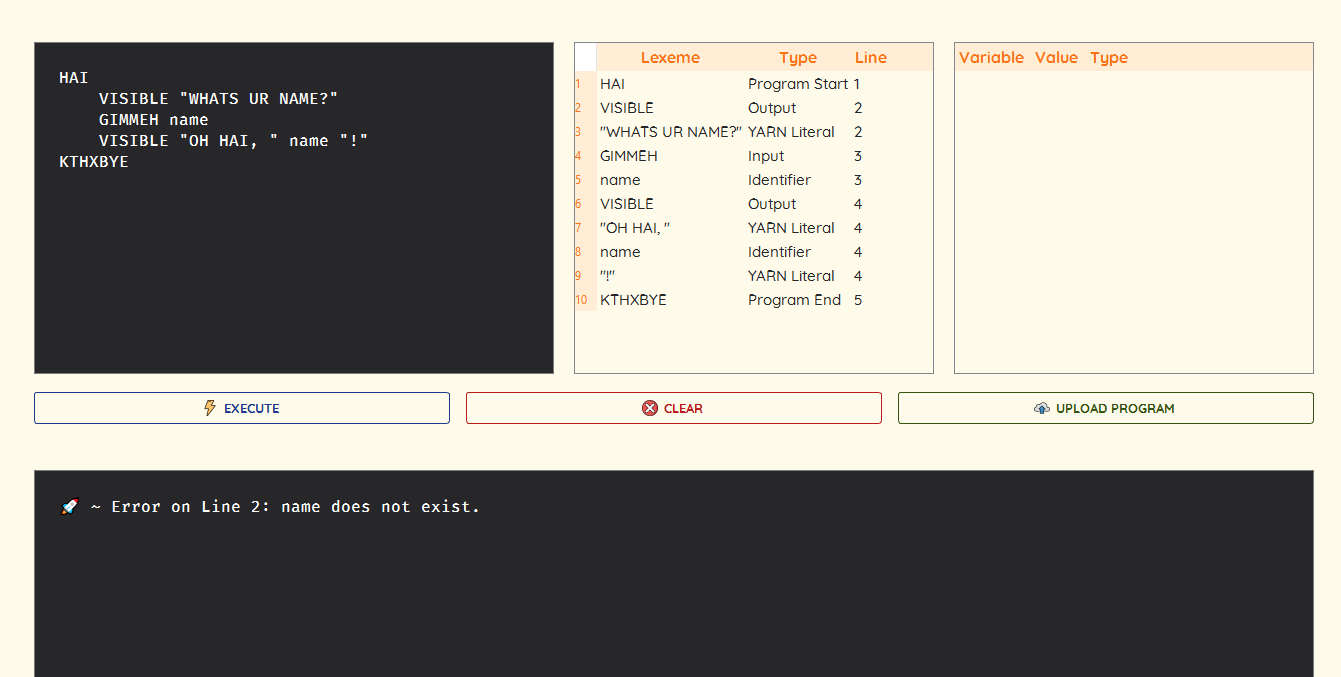 HAI
VISIBLE "WHATS UR NAME?"
GIMMEH name
VISIBLE "OH HAI, " name "!"
KTHXBYE
Lexeme Type Line
1 HAI Program Start 1
2 VISIBLE Output 2
3 "WHATS UR NAME?" YARN Literal 2
4 GIMMEH Input 3
5 name Identifier 3
6 VISIBLE Output 4
7 "OH HAI, " YARN Literal 4
8 name Identifier 4
9 "!" YARN Literal 4
10 KTHXBYE Program End 5
Variable Value Type
EXECUTE
CLEAR
UPLOAD PROGRAM
🚀 ~ Error on Line 2: name does not exist.